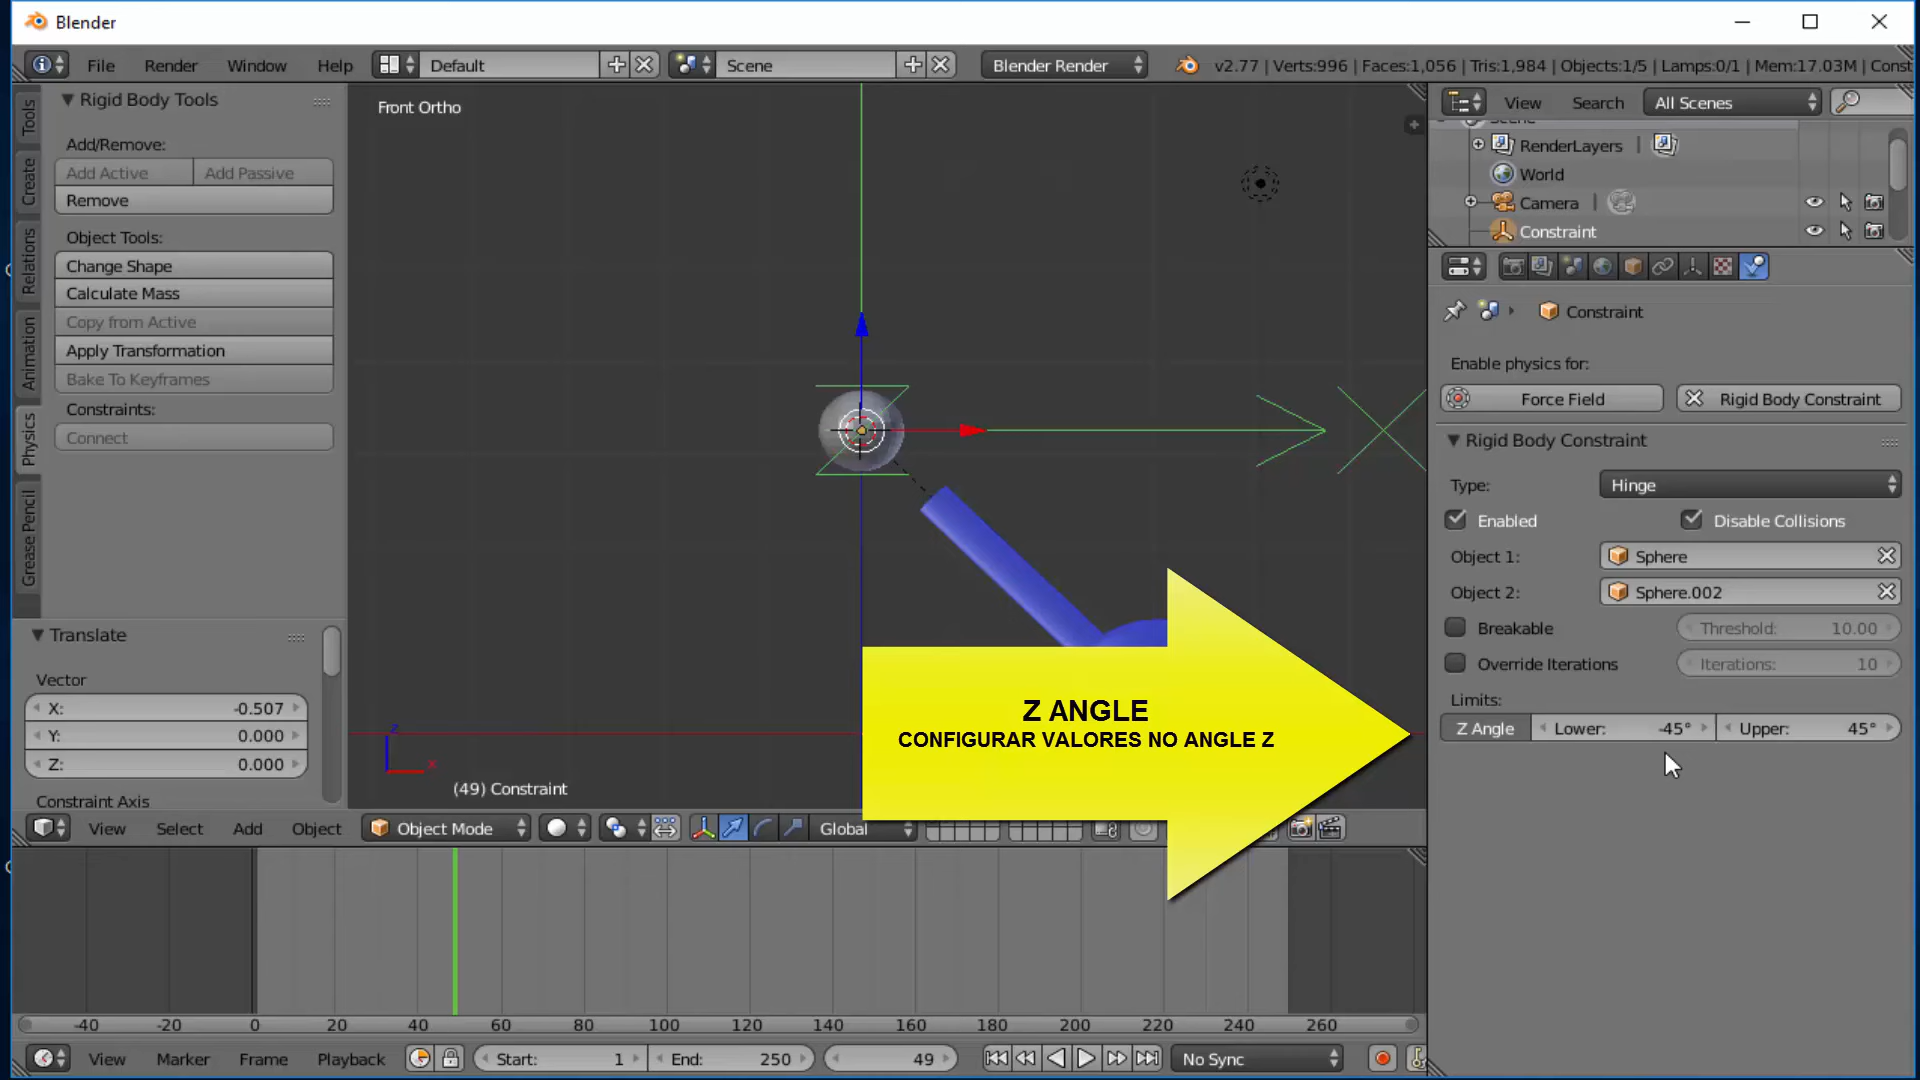 Blender
File Render Window Help Default Scene Blender Render v2.77 | Verts:996 | Faces:1,056 | Tris:1,984 | Objects:1/5 | Lamps:0/1 | Mem:17.03M | Const
Tools
Create
Relations
Animation
Physics
Grease Pencil
Rigid Body Tools
Add/Remove:
Add Active Add Passive
Remove
Object Tools:
Change Shape
Calculate Mass
Copy from Active
Apply Transformation
Bake To Keyframes
Constraints:
Connect
Translate
Vector
X: -0.507
Y: 0.000
Z: 0.000
Constraint Axis
Front Ortho
z
x
(49) Constraint
Z ANGLE
CONFIGURAR VALORES NO ANGLE Z
View Select Add Object Object Mode Global
-40 -20 0 20 40 60 80 100 120 140 160 180 200 220 240 260
View Marker Frame Playback Start: 1 End: 250 49 No Sync
View Search All Scenes
Scene
RenderLayers |
World
Camera |
Constraint
Constraint
Enable physics for:
Force Field Rigid Body Constraint
Rigid Body Constraint
Type: Hinge
Enabled Disable Collisions
Object 1: Sphere
Object 2: Sphere.002
Breakable Threshold: 10.00
Override Iterations Iterations: 10
Limits:
Z Angle Lower: -45° Upper: 45°